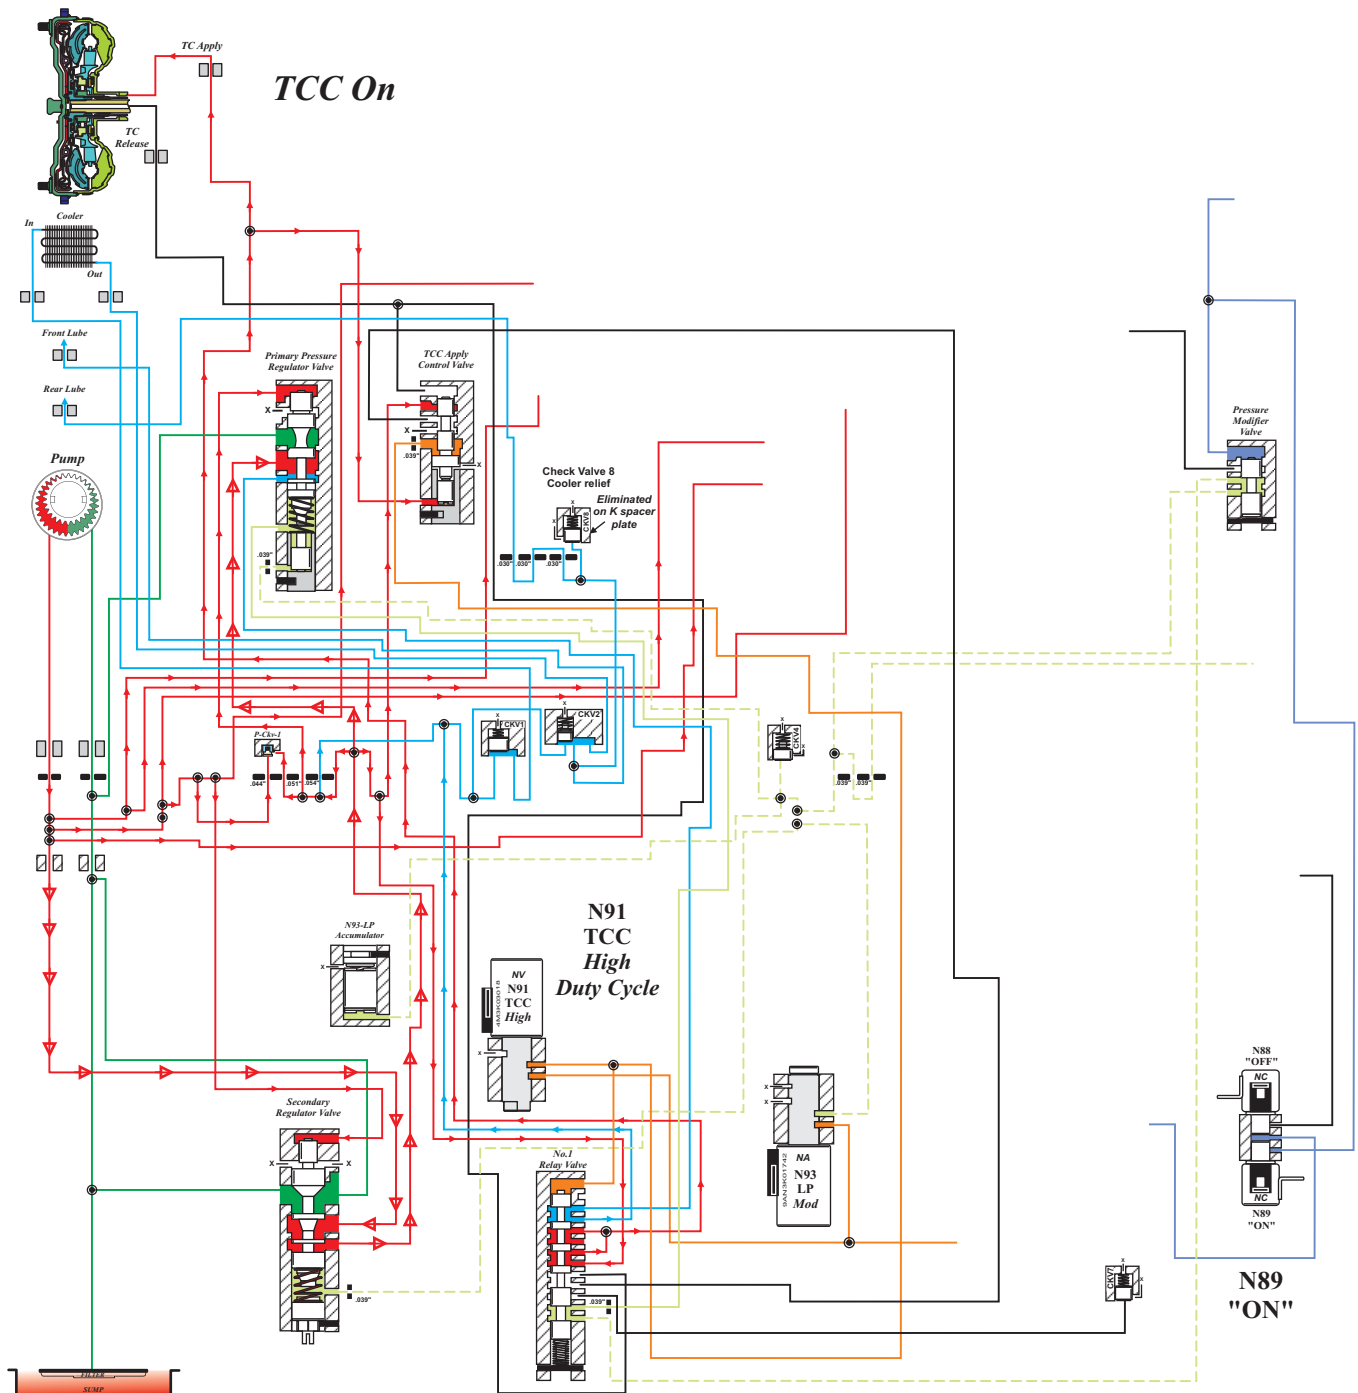 TC Apply
TCC On
TC
Release
Cooler
In
Out
Front Lube
Rear Lube
Primary Pressure
Regulator Valve
TCC Apply
Control Valve
X
X
X
.039"
Pressure
Modifier
Valve
Pump
Check Valve 8
Cooler relief
Eliminated
on K spacer
plate
X
X
CKV8
.039"
.030"
.030"
.030"
P-Ckv-1
X
CKV1
X
CKV2
X
CKV4
X
.044"
.051"
.054"
.039"
.039"
N93-LP
Accumulator
X
N91
TCC
High
Duty Cycle
NV
N91
TCC
High
4M3K03016
X
N88
"OFF"
NC
X
X
Secondary
Regulator Valve
X
X
No.1
Relay Valve
NA
N93
LP
Mod
9AN3K01742
NC
N89
"ON"
X
CKV7
X
N89
"ON"
.039"
.039"
FILTER
SUMP